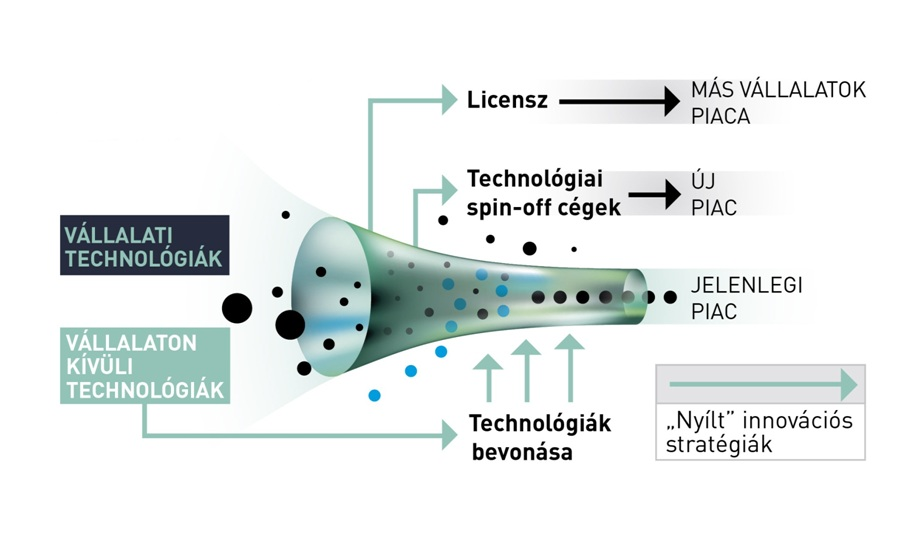 Licensz
MÁS VÁLLALATOK
PIACA
Technológiai
spin-off cégek
ÚJ
PIAC
VÁLLALATI
TECHNOLÓGIÁK
JELENLEGI
PIAC
VÁLLALATON
KÍVÜLI
TECHNOLÓGIÁK
Technológiák
bevonása
„Nyílt” innovációs
stratégiák